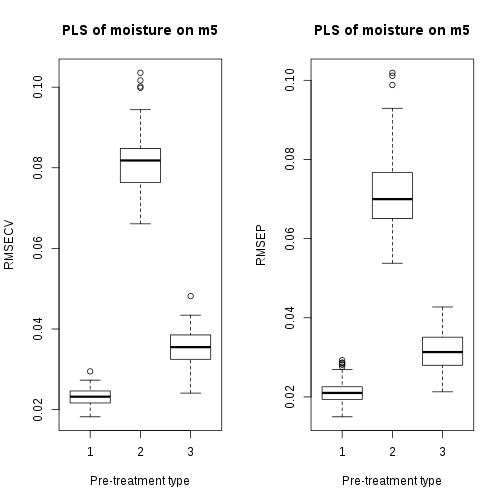 PLS of moisture on m5
RMSECV
0.10
0.08
0.06
0.04
0.02
1 2 3
Pre-treatment type
PLS of moisture on m5
RMSEP
0.10
0.08
0.06
0.04
0.02
1 2 3
Pre-treatment type